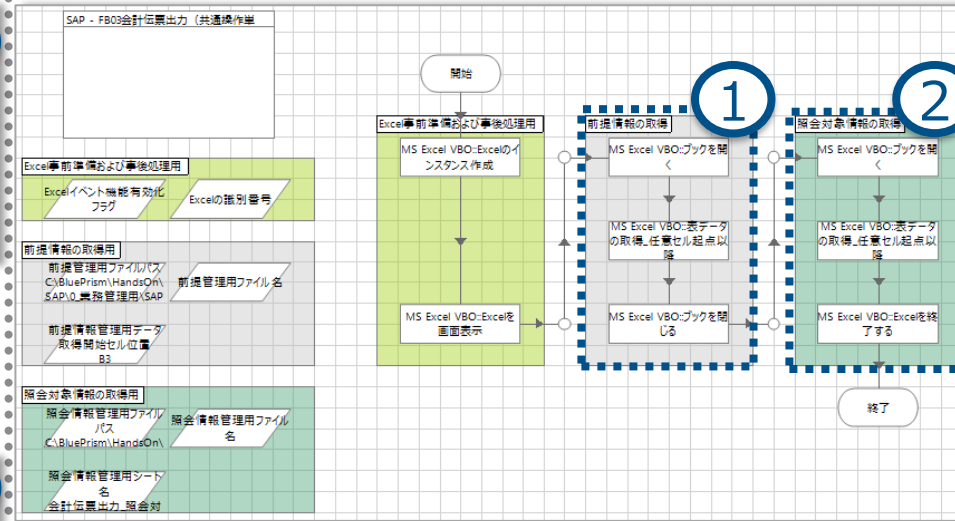 SAP - FB03会計伝票出力（共通操作単
Excel事前準備および事後処理用
Excelイベント機能有効化
フラグ
Excelの識別番号
前提情報の取得用
前提管理用ファイルパス
C:\BluePrism\HandsOn\
SAP\0_業務管理用\SAP
前提管理用ファイル名
前提情報管理用データ
取得開始セル位置
B3
照会対象情報の取得用
照会情報管理用ファイル
パス
C:\BluePrism\HandsOn\
照会情報管理用ファイル
名
照会情報管理用シート
名
会計伝票出力_照会対
開始
Excel事前準備および事後処理用
MS Excel VBO::Excelのイ
ンスタンス作成
MS Excel VBO::Excelを
画面表示
1
前提情報の取得
MS Excel VBO::ブックを開
く
MS Excel VBO::表データ
の取得_任意セル起点以
降
MS Excel VBO::ブックを閉
じる
2
照会対象情報の取得
MS Excel VBO::ブックを開
く
MS Excel VBO::表データ
の取得_任意セル起点以
降
MS Excel VBO::Excelを終
了する
終了